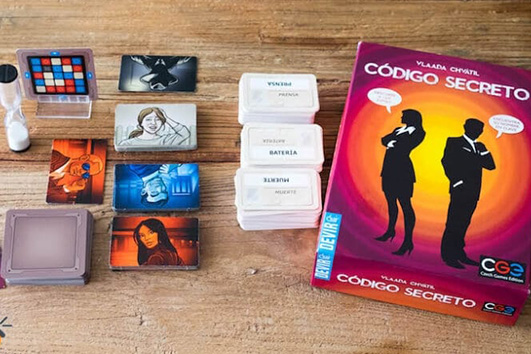 VLAADA CHVÁTIL
CÓDIGO SECRETO
PRENSA
PRENSA
BATERÍA
BATERÍA
MUERTE
MUERTE
DEVIR
DEVIR
CGE
Czech Games Edition
VLAADA CHVÁTIL
CÓDIGO SECRETO
CGE